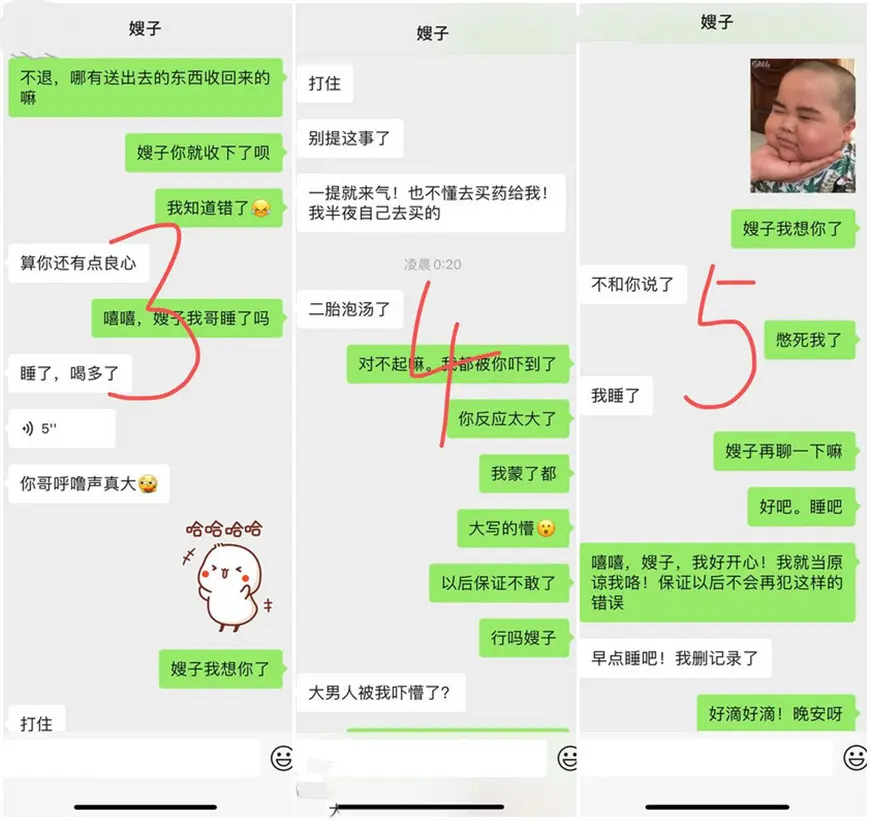 嫂子
不退，哪有送出去的东西收回来的
嘛
嫂子你就收下了呗
我知道错了
算你还有点良心
嘻嘻，嫂子我哥睡了吗
睡了，喝多了
5''
你哥呼噜声真大
哈哈哈哈
嫂子我想你了
打住
3
嫂子
打住
别提这事了
一提就来气！也不懂去买药给我！
我半夜自己去买的
凌晨0:20
二胎泡汤了
对不起嘛。我都被你吓到了
你反应太大了
我蒙了都
大写的懵
以后保证不敢了
行吗嫂子
大男人被我吓懵了？
大
4
嫂子
嫂子我想你了
不和你说了
憋死我了
我睡了
嫂子再聊一下嘛
好吧。睡吧
嘻嘻，嫂子，我好开心！我就当原
谅我咯！保证以后不会再犯这样的
错误
早点睡吧！我删记录了
好滴好滴！晚安呀
5